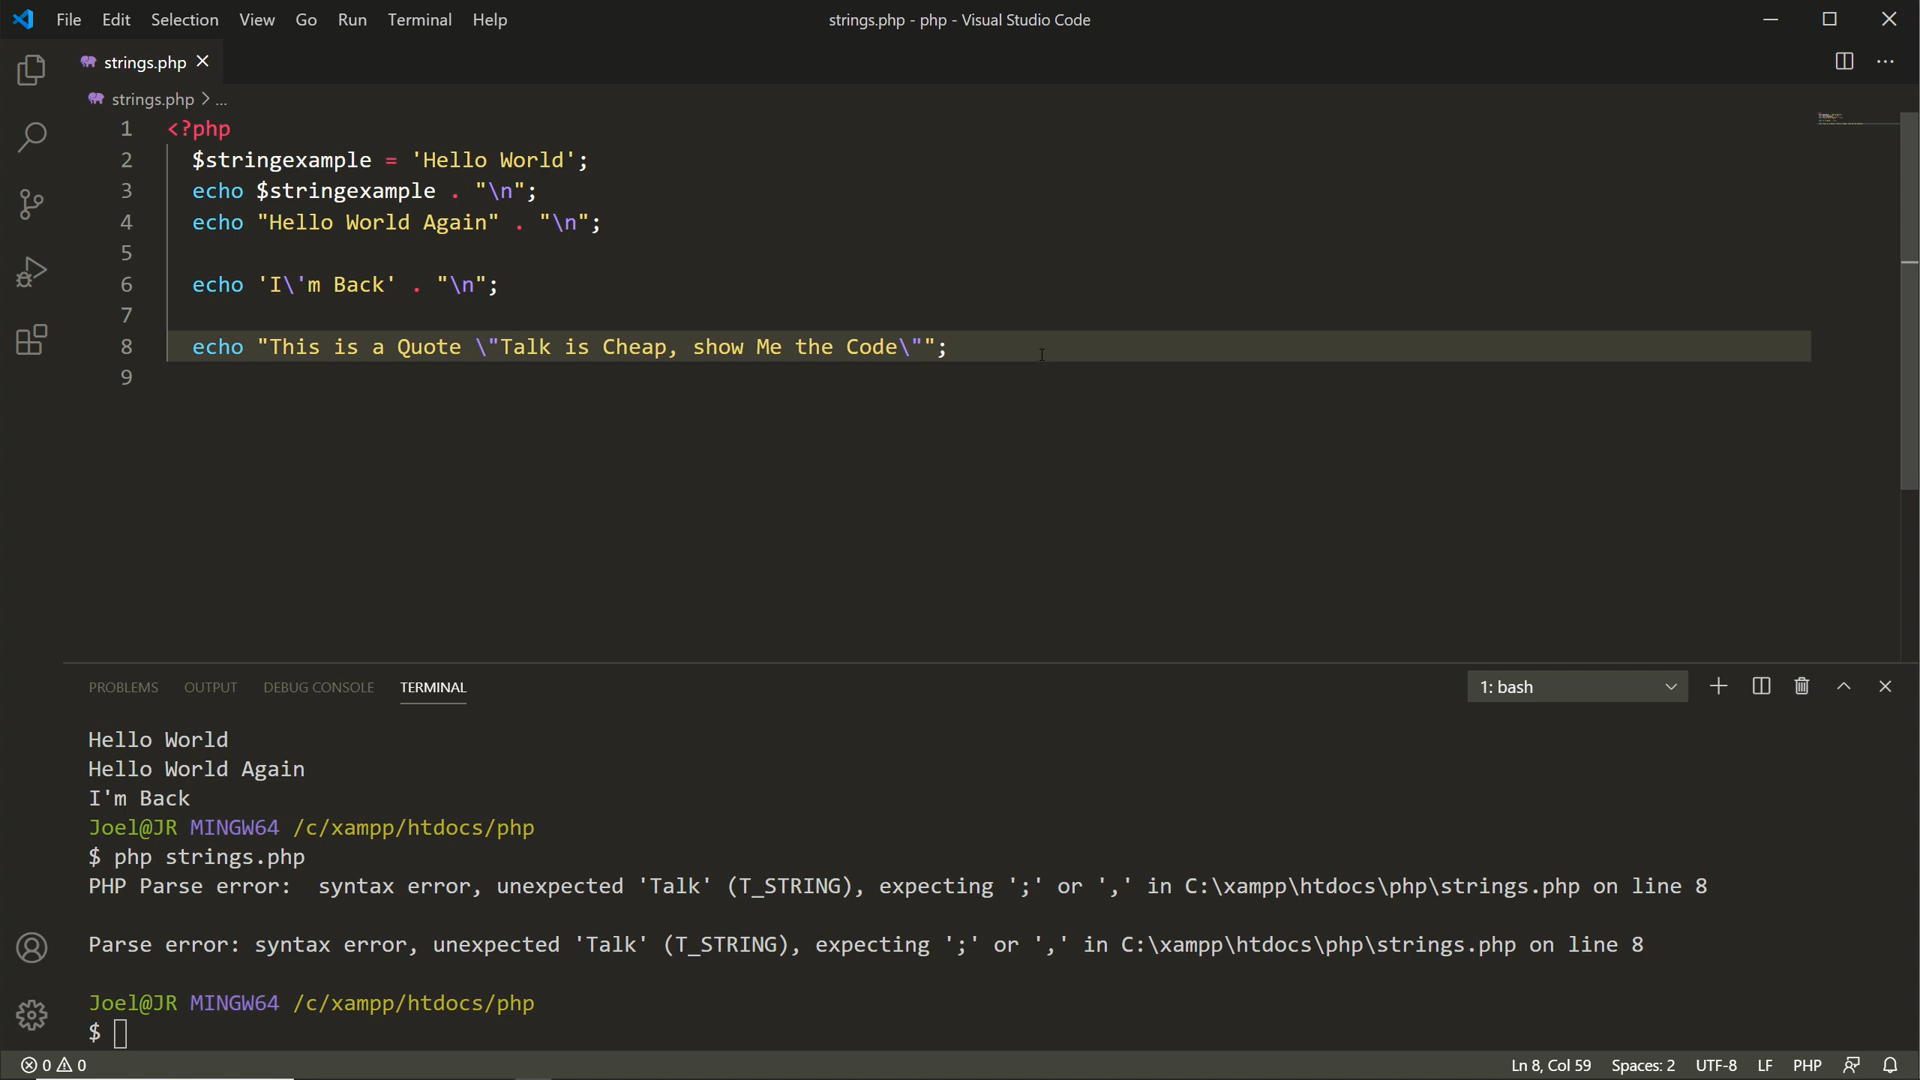 File Edit Selection View Go Run Terminal Help strings.php - php - Visual Studio Code
strings.php
strings.php > ...
1 <?php
2 $stringexample = 'Hello World';
3 echo $stringexample . "\n";
4 echo "Hello World Again" . "\n";
5
6 echo 'I\'m Back' . "\n";
7
8 echo "This is a Quote \"Talk is Cheap, show Me the Code\"";
9
PROBLEMS OUTPUT DEBUG CONSOLE TERMINAL 1: bash
Hello World
Hello World Again
I'm Back
Joel@JR MINGW64 /c/xampp/htdocs/php
$ php strings.php
PHP Parse error:  syntax error, unexpected 'Talk' (T_STRING), expecting ';' or ',' in C:\xampp\htdocs\php\strings.php on line 8
Parse error: syntax error, unexpected 'Talk' (T_STRING), expecting ';' or ',' in C:\xampp\htdocs\php\strings.php on line 8
Joel@JR MINGW64 /c/xampp/htdocs/php
$
0 0 Ln 8, Col 59 Spaces: 2 UTF-8 LF PHP